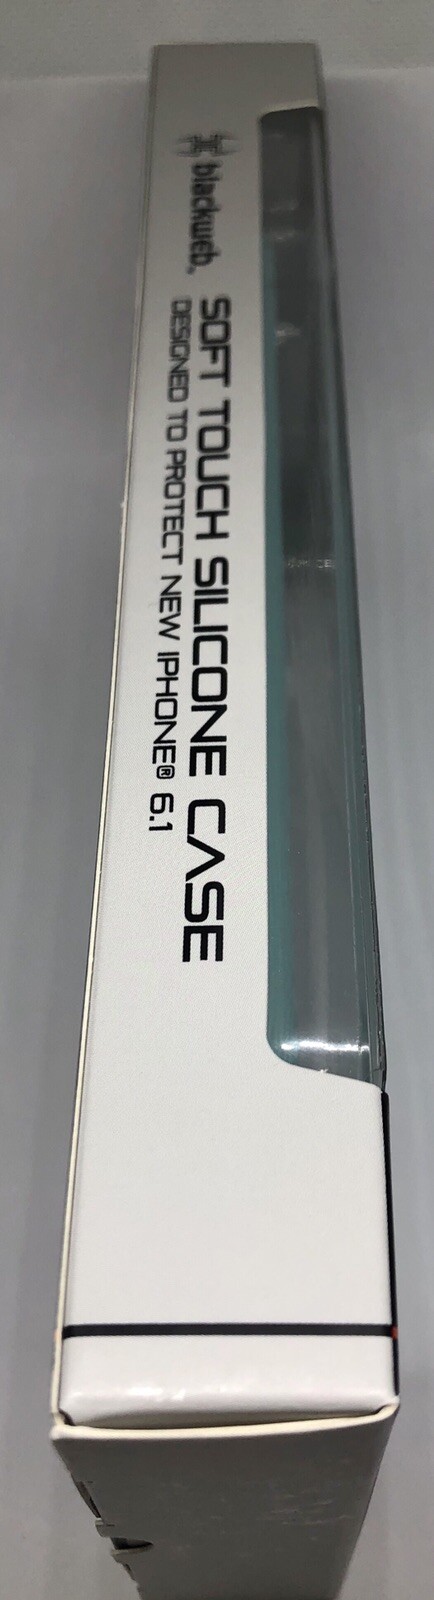 blackweb.
SOFT TOUCH SILICONE CASE
DESIGNED TO PROTECT NEW IPHONE® 6.1